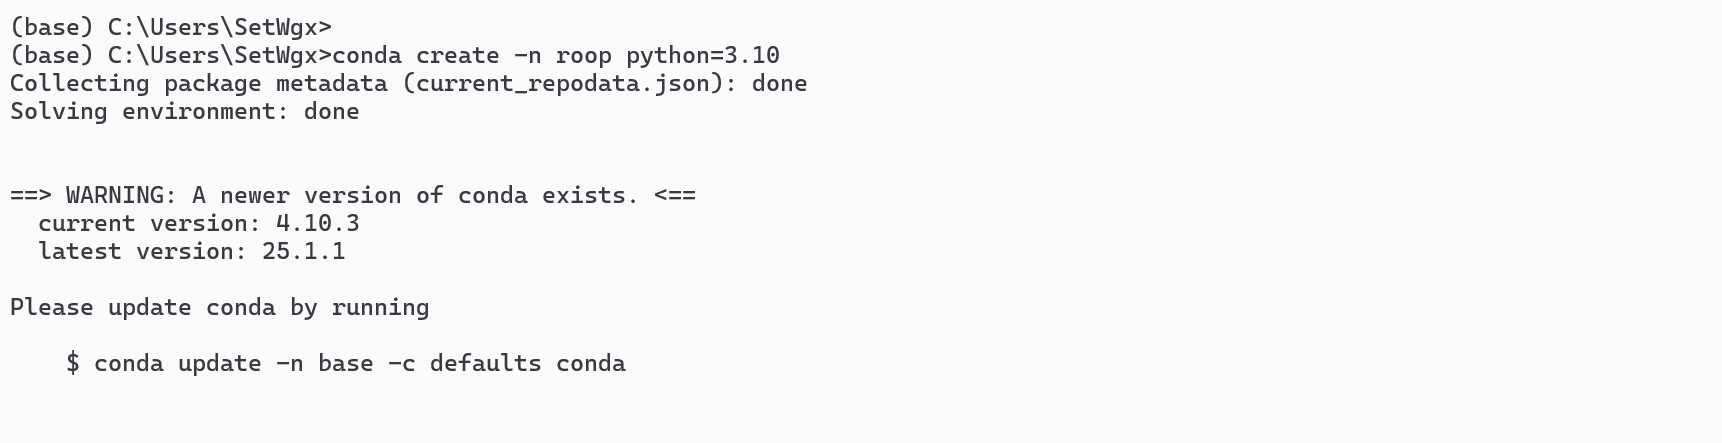 (base) C:\Users\SetWgx>
(base) C:\Users\SetWgx>conda create -n roop python=3.10
Collecting package metadata (current_repodata.json): done
Solving environment: done
==> WARNING: A newer version of conda exists. <==
  current version: 4.10.3
  latest version: 25.1.1
Please update conda by running
    $ conda update -n base -c defaults conda